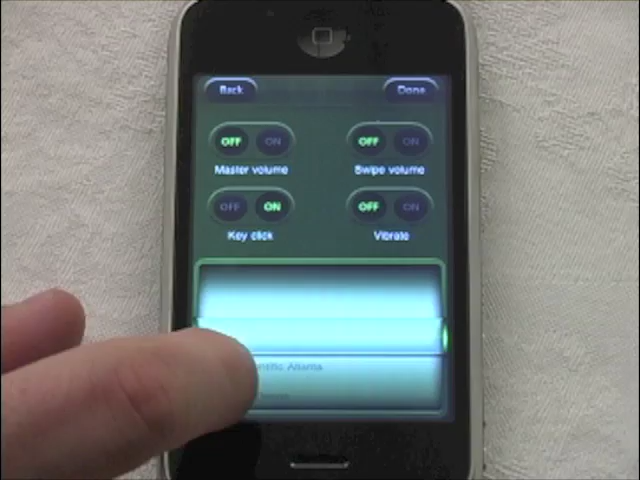 Back Done
OFF ON OFF ON
Master volume Swipe volume
OFF ON OFF ON
Key click Vibrate